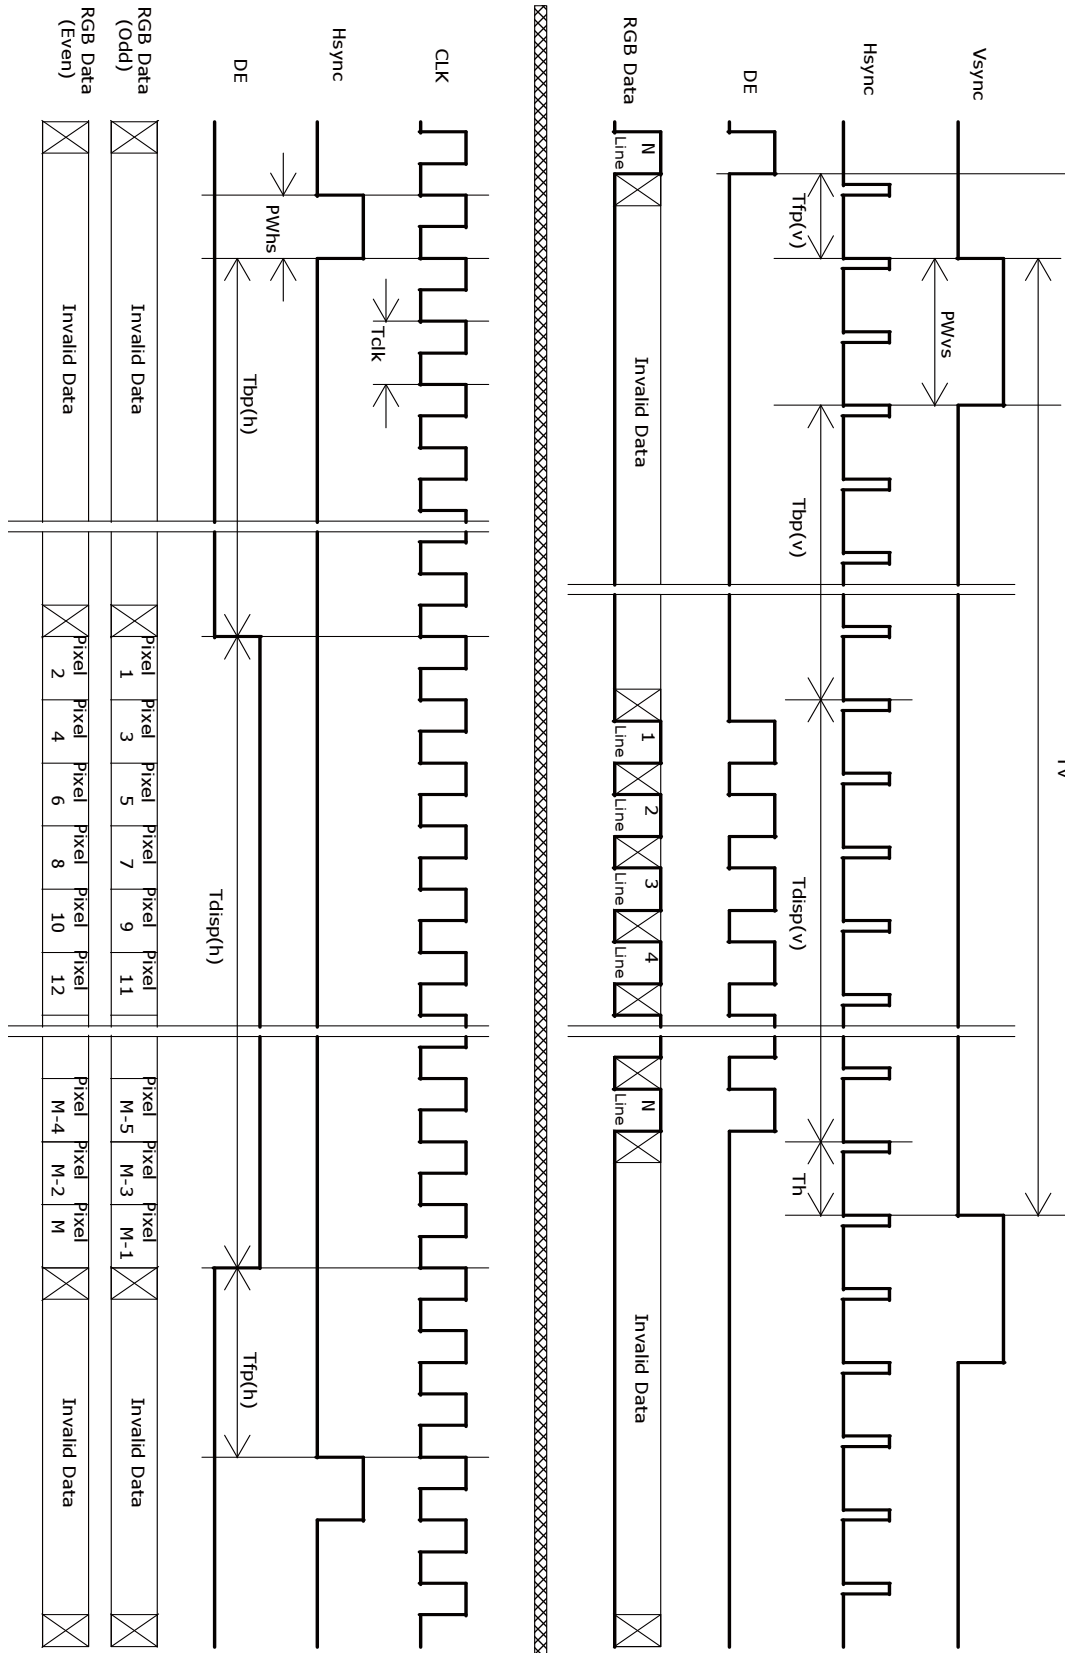 Vsync
Tv
PWvs
Hsync
Tfp(v)
Tbp(v)
Tdisp(v)
Th
DE
RGB Data
N
Line
Invalid Data
1
Line
2
Line
3
Line
4
Line
N
Line
Invalid Data
CLK
Tclk
Hsync
PWhs
DE
Tbp(h)
Tdisp(h)
Tfp(h)
RGB Data
(Odd)
Invalid Data
Pixel Pixel Pixel Pixel Pixel Pixel Pixel Pixel Pixel
1 3 5 7 9 11 M-5 M-3 M-1
Invalid Data
RGB Data
(Even)
Invalid Data
Pixel Pixel Pixel Pixel Pixel Pixel Pixel Pixel Pixel
2 4 6 8 10 12 M-4 M-2 M
Invalid Data